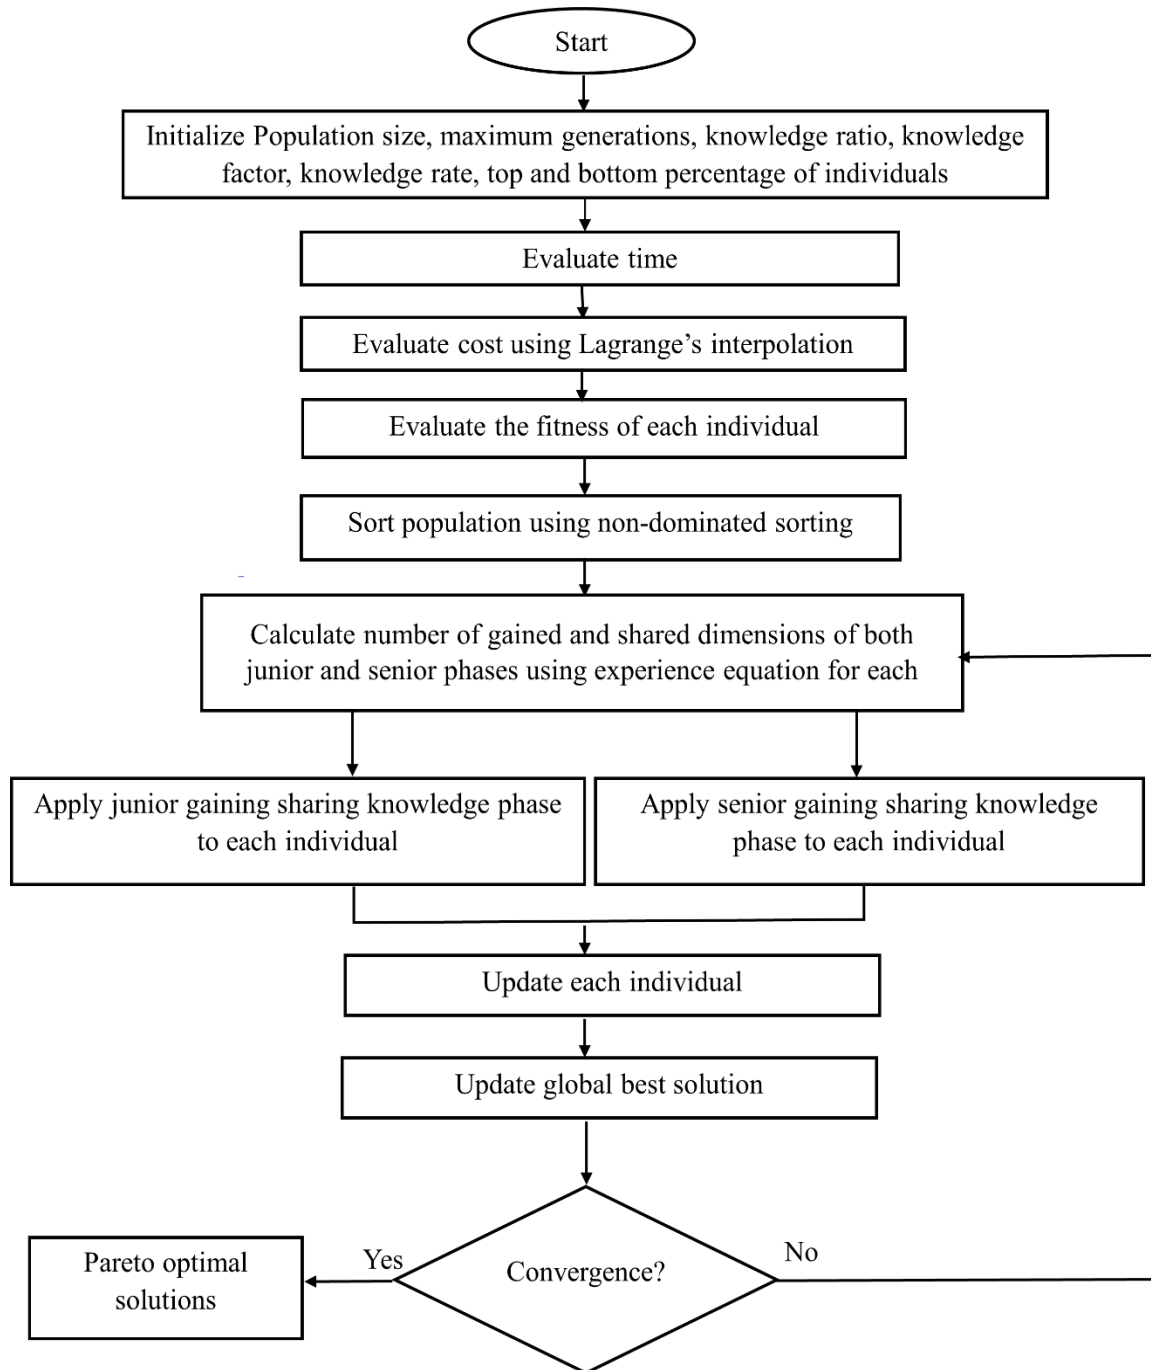 Start
Initialize Population size, maximum generations, knowledge ratio, knowledge
factor, knowledge rate, top and bottom percentage of individuals
Evaluate time
Evaluate cost using Lagrange’s interpolation
Evaluate the fitness of each individual
Sort population using non-dominated sorting
Calculate number of gained and shared dimensions of both
junior and senior phases using experience equation for each
Apply junior gaining sharing knowledge phase
to each individual
Apply senior gaining sharing knowledge
phase to each individual
Update each individual
Update global best solution
Convergence?
Yes
No
Pareto optimal
solutions